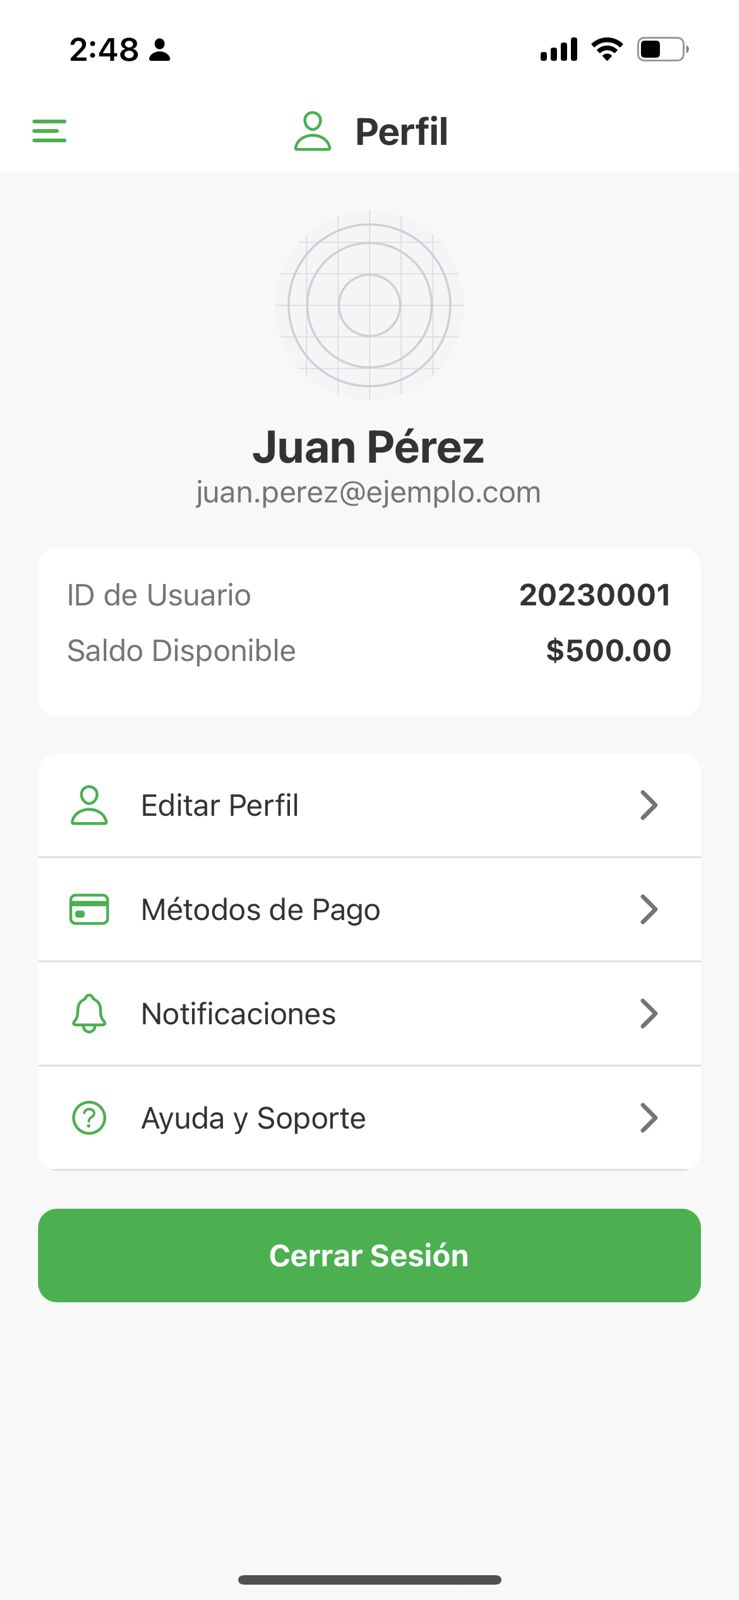 2:48
Perfil
Juan Pérez
juan.perez@ejemplo.com
ID de Usuario 20230001
Saldo Disponible $500.00
Editar Perfil
Métodos de Pago
Notificaciones
Ayuda y Soporte
Cerrar Sesión